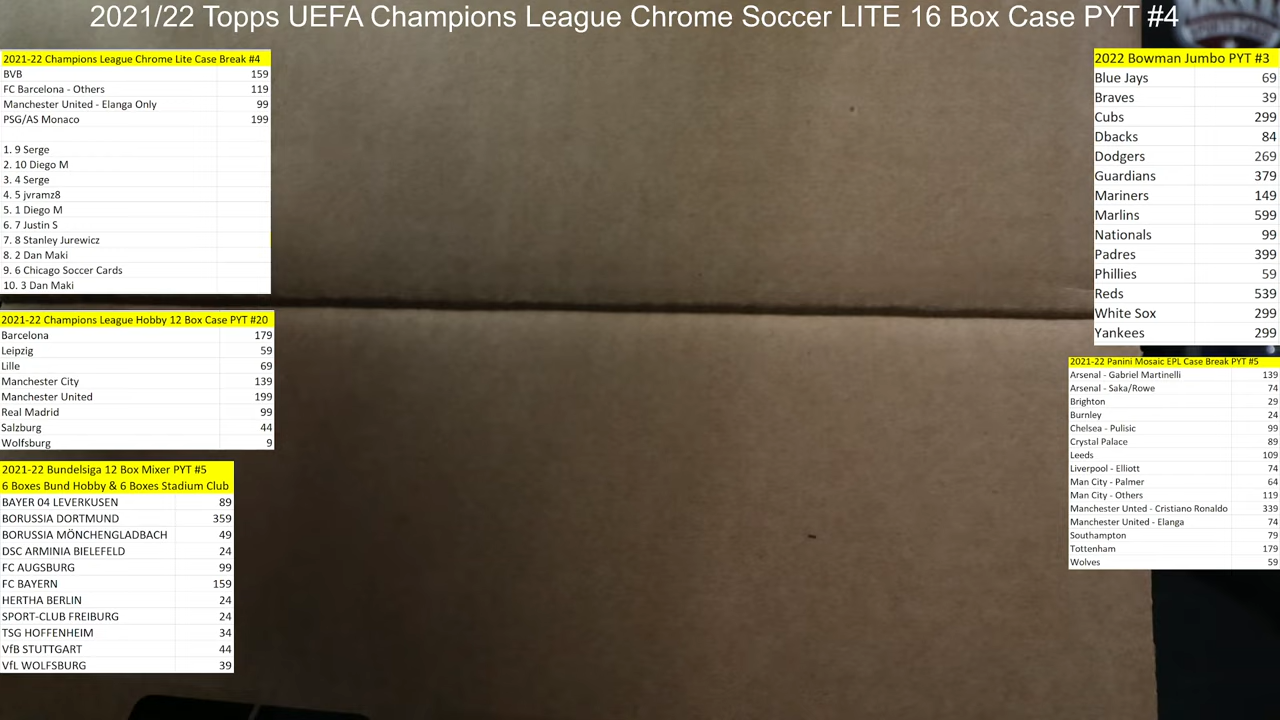 2021/22 Topps UEFA Champions League Chrome Soccer LITE 16 Box Case PYT #4
2021-22 Champions League Chrome Lite Case Break #4
BVB 159
FC Barcelona - Others 119
Manchester United - Elanga Only 99
PSG/AS Monaco 199
1. 9 Serge
2. 10 Diego M
3. 4 Serge
4. 5 jvramz8
5. 1 Diego M
6. 7 Justin S
7. 8 Stanley Jurewicz
8. 2 Dan Maki
9. 6 Chicago Soccer Cards
10. 3 Dan Maki
2021-22 Champions League Hobby 12 Box Case PYT #20
Barcelona 179
Leipzig 59
Lille 69
Manchester City 139
Manchester United 199
Real Madrid 99
Salzburg 44
Wolfsburg 9
2021-22 Bundelsiga 12 Box Mixer PYT #5
6 Boxes Bund Hobby & 6 Boxes Stadium Club
BAYER 04 LEVERKUSEN 89
BORUSSIA DORTMUND 359
BORUSSIA MÖNCHENGLADBACH 49
DSC ARMINIA BIELEFELD 24
FC AUGSBURG 99
FC BAYERN 159
HERTHA BERLIN 24
SPORT-CLUB FREIBURG 24
TSG HOFFENHEIM 34
VfB STUTTGART 44
VfL WOLFSBURG 39
2022 Bowman Jumbo PYT #3
Blue Jays 69
Braves 39
Cubs 299
Dbacks 84
Dodgers 269
Guardians 379
Mariners 149
Marlins 599
Nationals 99
Padres 399
Phillies 59
Reds 539
White Sox 299
Yankees 299
2021-22 Panini Mosaic EPL Case Break PYT #5
Arsenal - Gabriel Martinelli 139
Arsenal - Saka/Rowe 74
Brighton 29
Burnley 24
Chelsea - Pulisic 99
Crystal Palace 89
Leeds 109
Liverpool - Elliott 74
Man City - Palmer 64
Man City - Others 119
Manchester Unted - Cristiano Ronaldo 339
Manchester United - Elanga 74
Southampton 79
Tottenham 179
Wolves 59